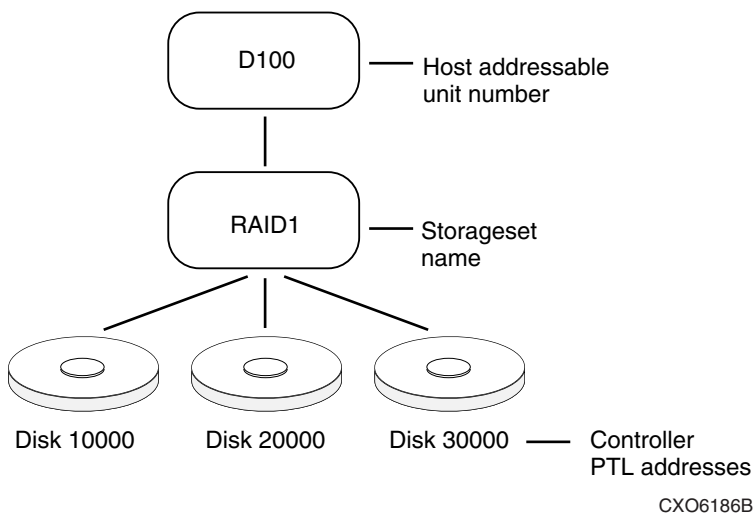 D100
Host addressable
unit number
RAID1
Storageset
name
Disk 10000
Disk 20000
Disk 30000
Controller
PTL addresses
CXO6186B